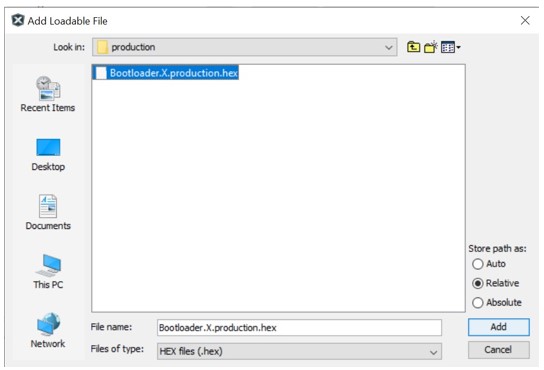 Add Loadable File
Look in: production
Bootloader.X.production.hex
Recent Items
Desktop
Documents
This PC
Network
Store path as:
Auto
Relative
Absolute
File name: Bootloader.X.production.hex Add
Files of type: HEX files (.hex) Cancel